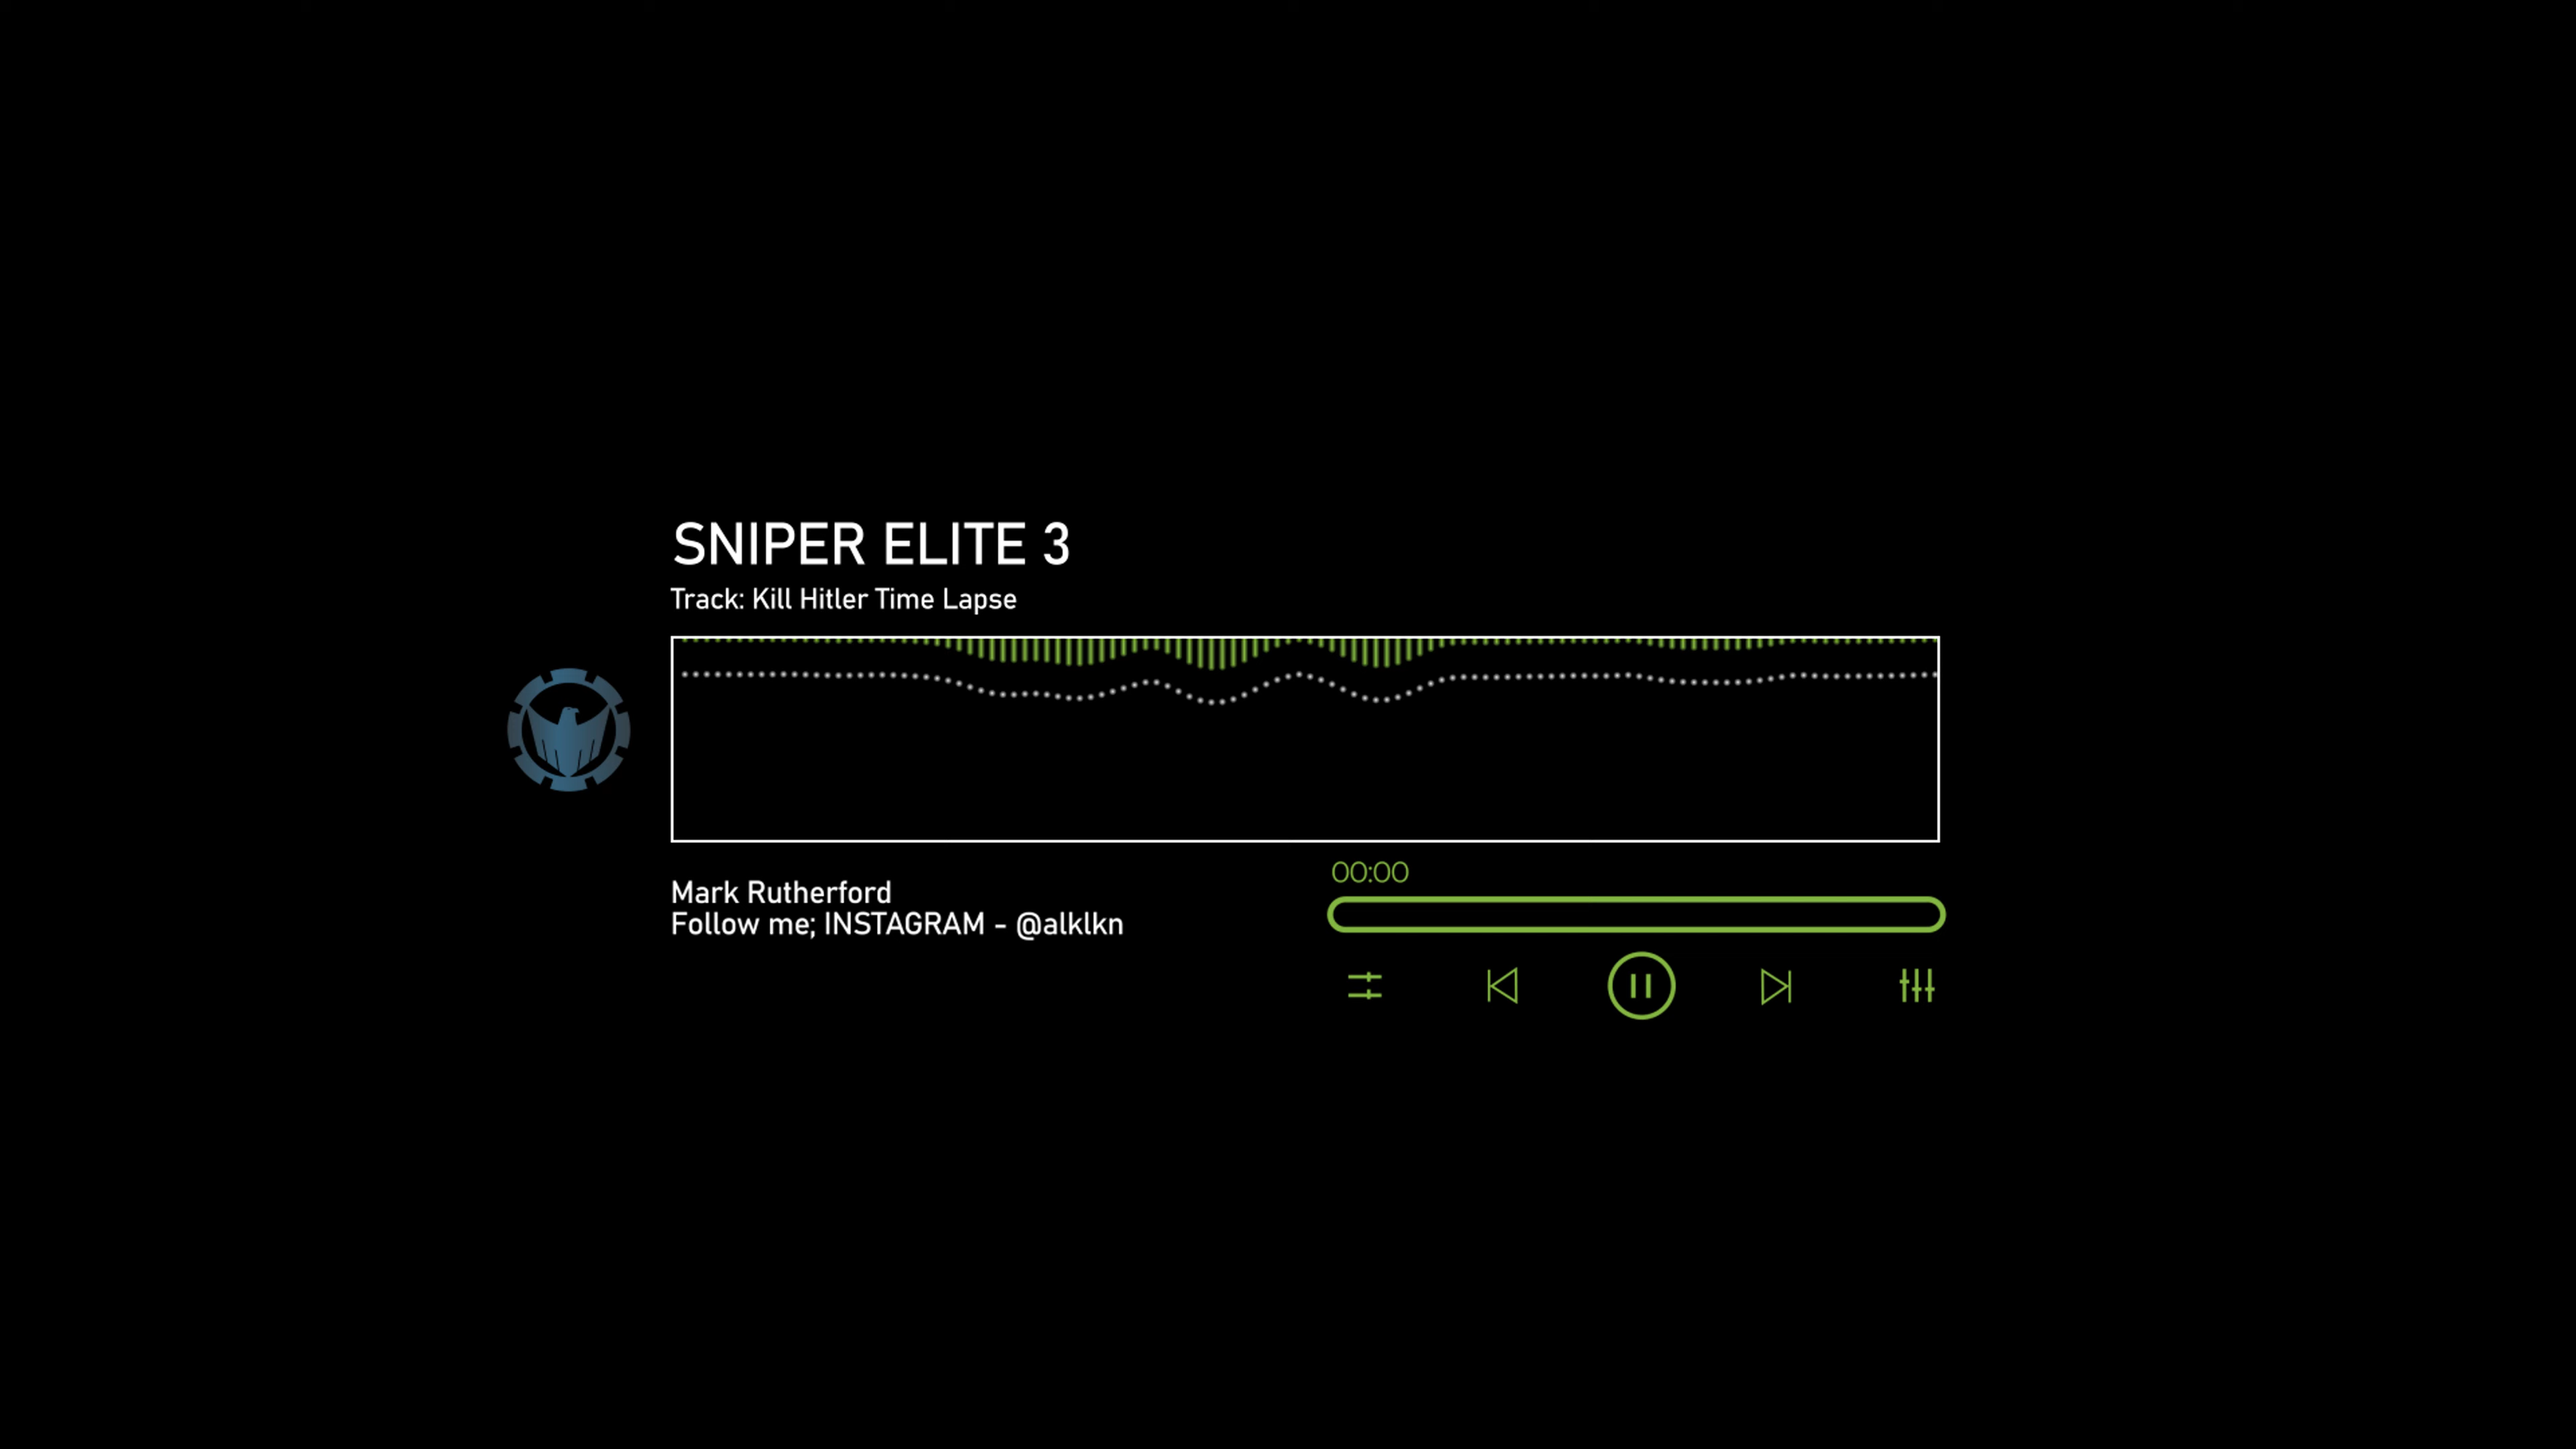 SNIPER ELITE 3
Track: Kill Hitler Time Lapse
Mark Rutherford
Follow me; INSTAGRAM - @alklkn
00:00